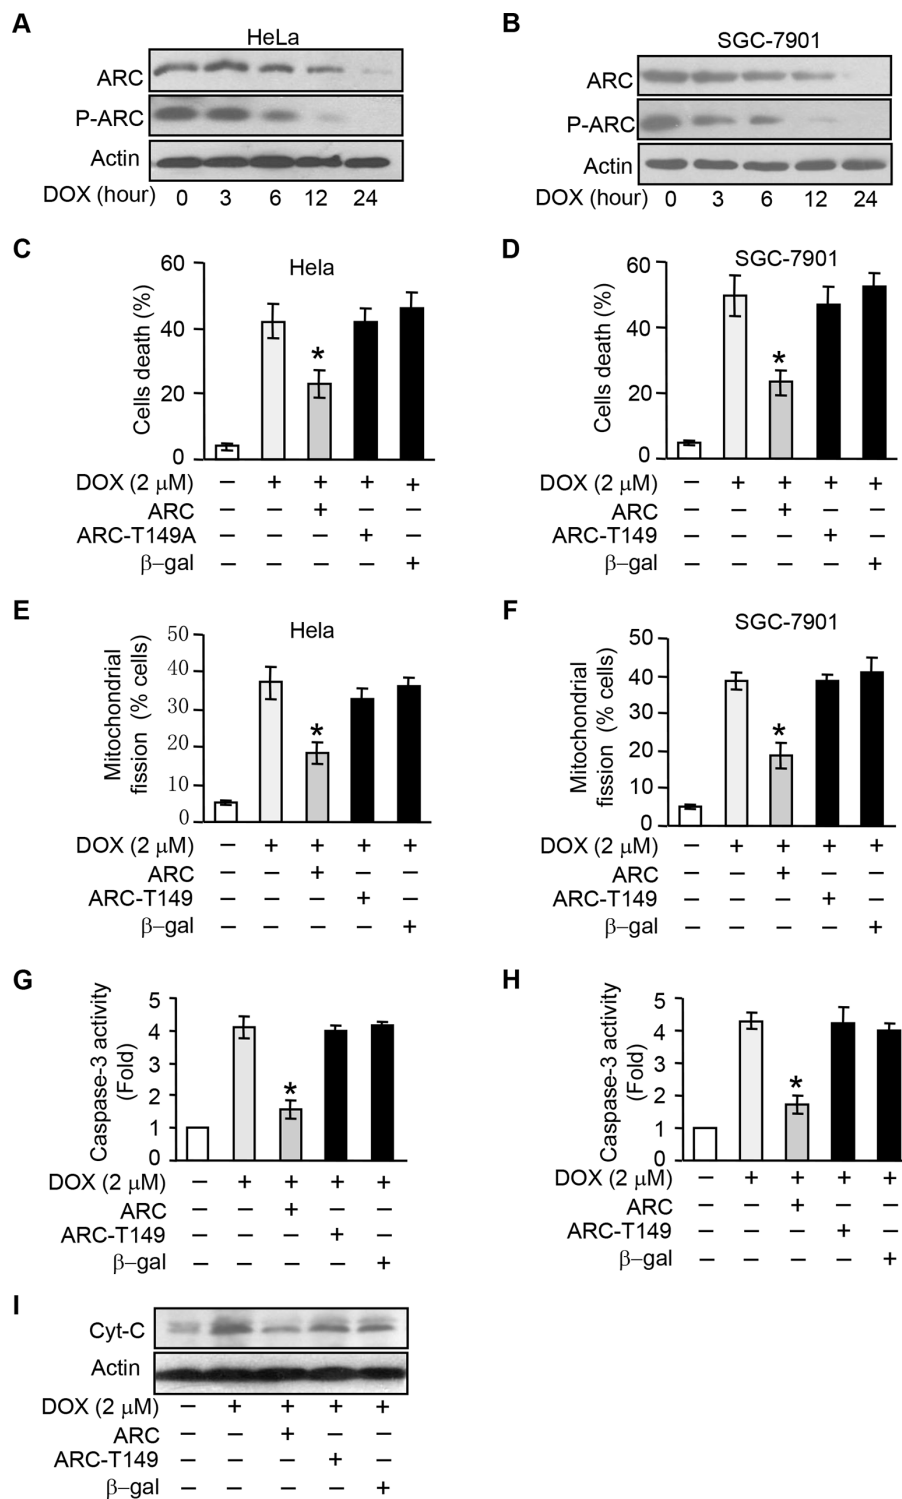 A
HeLa
ARC
P-ARC
Actin
DOX (hour) 0 3 6 12 24
B
SGC-7901
ARC
P-ARC
Actin
DOX (hour) 0 3 6 12 24
C
Hela
Cells death (%)
60
40
20
0
DOX (2 μM) – + + + +
ARC – – + – –
ARC-T149A – – – + –
β–gal – – – – +
D
SGC-7901
Cells death (%)
60
40
20
0
*
*
DOX (2 μM) – + + + +
ARC – – + – –
ARC-T149 – – – + –
β–gal – – – – +
E
Hela
Mitochondrial
fission (% cells)
50
40
30
20
10
0
*
DOX (2 μM) – + + + +
ARC – – + – –
ARC-T149 – – – + –
β–gal – – – – +
F
SGC-7901
Mitochondrial
fission (% cells)
50
40
30
20
10
0
*
DOX (2 μM) – + + + +
ARC – – + – –
ARC-T149 – – – + –
β–gal – – – – +
G
Caspase-3 activity
(Fold)
5
4
3
2
1
0
*
DOX (2 μM) – + + + +
ARC – – + – –
ARC-T149 – – – + –
β–gal – – – – +
H
Caspase-3 activity
(Fold)
5
4
3
2
1
0
*
DOX (2 μM) – + + + +
ARC – – + – –
ARC-T149 – – – + –
β–gal – – – – +
I
Cyt-C
Actin
DOX (2 μM) – + + + +
ARC – – + – –
ARC-T149 – – – + –
β–gal – – – – +